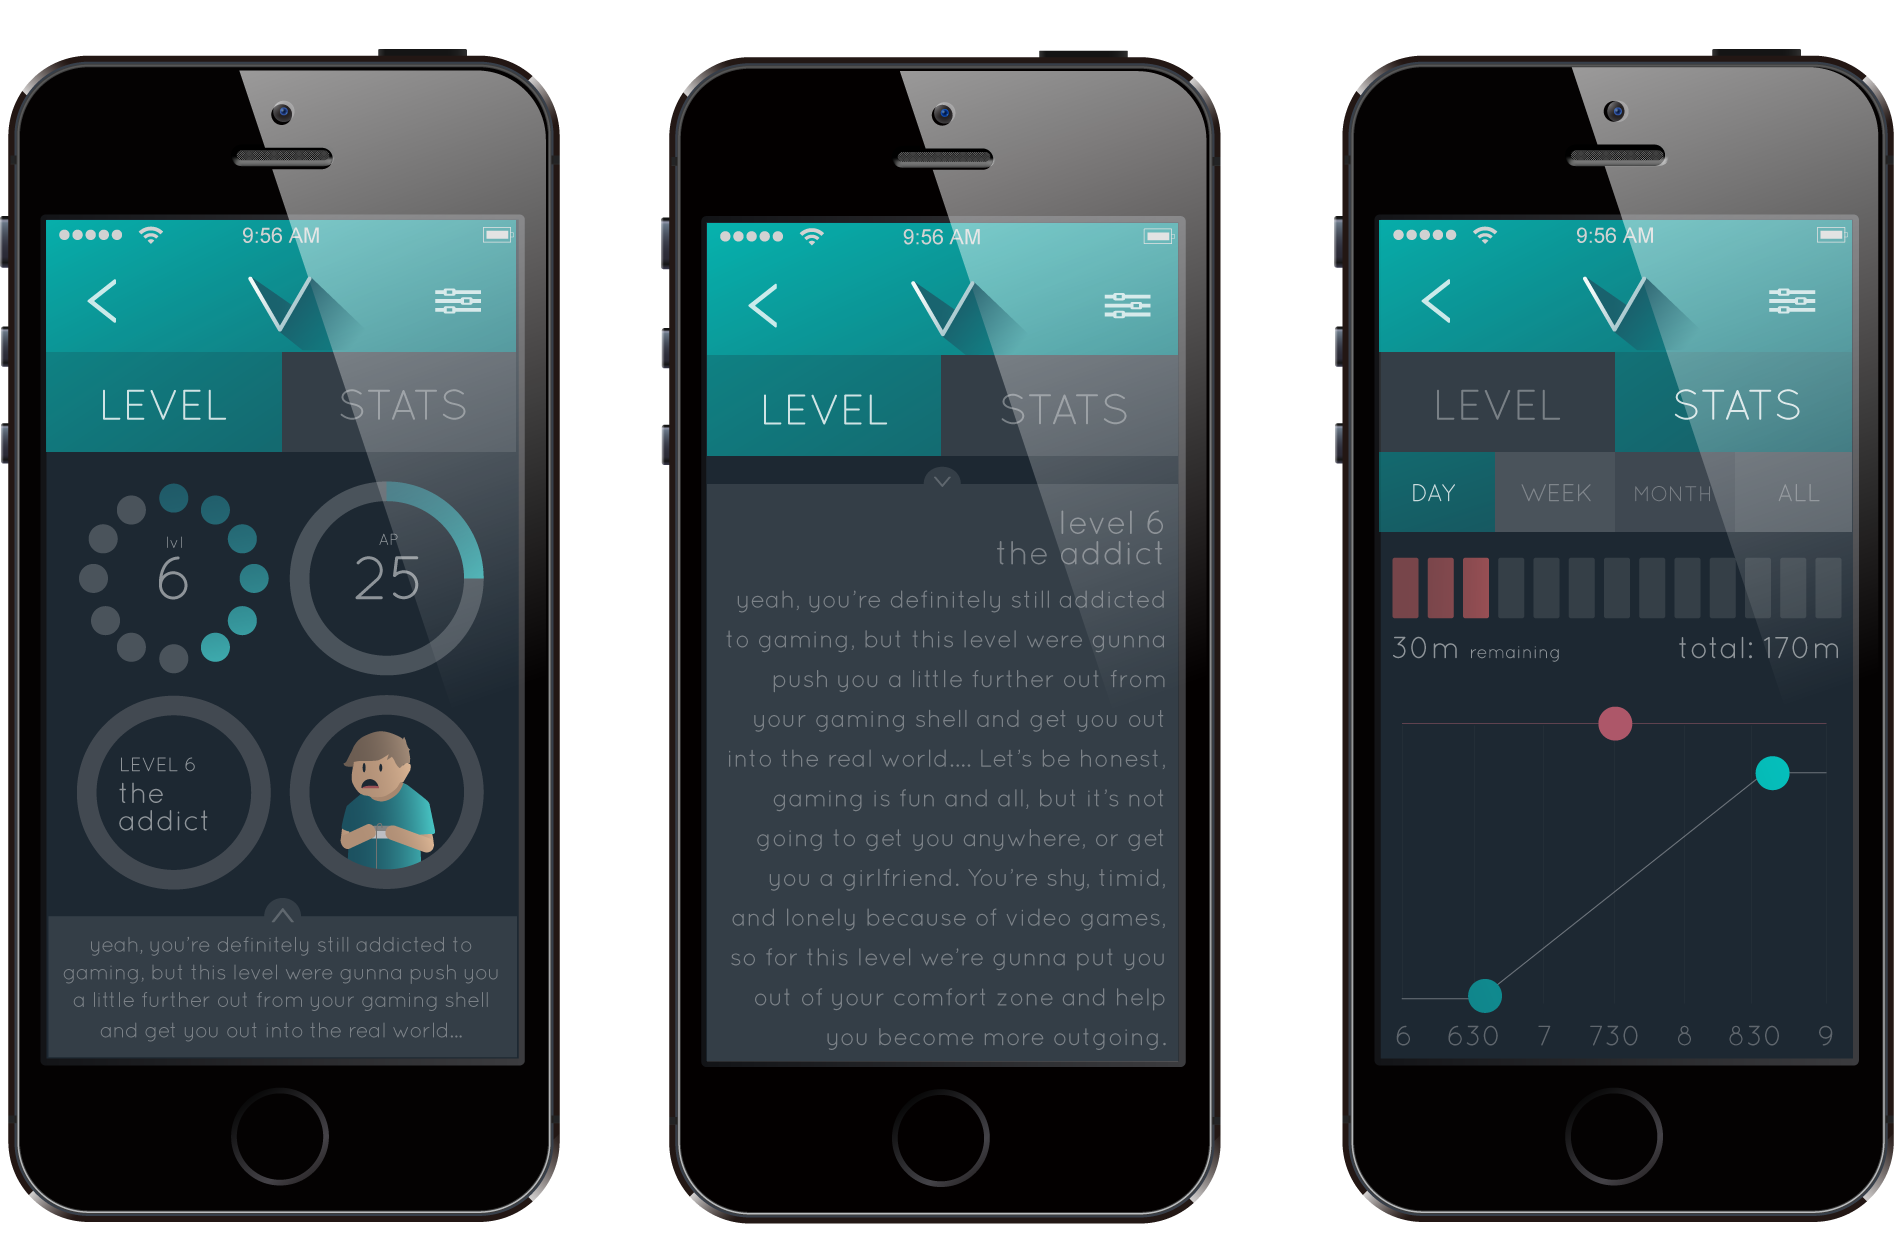 9:56 AM
LEVEL
STATS
lvl
6
AP
25
LEVEL 6
the
addict
yeah, you're definitely still addicted to
gaming, but this level were gunna push you
a little further out from your gaming shell
and get you out into the real world...
9:56 AM
LEVEL
STATS
level 6
the addict
yeah, you're definitely still addicted
to gaming, but this level were gunna
push you a little further out from
your gaming shell and get you out
into the real world.... Let's be honest,
gaming is fun and all, but it's not
going to get you anywhere, or get
you a girlfriend. You're shy, timid,
and lonely because of video games,
so for this level we're gunna put you
out of your comfort zone and help
you become more outgoing.
9:56 AM
LEVEL
STATS
DAY
WEEK
MONTH
ALL
30m remaining
total: 170m
6 630 7 730 8 830 9